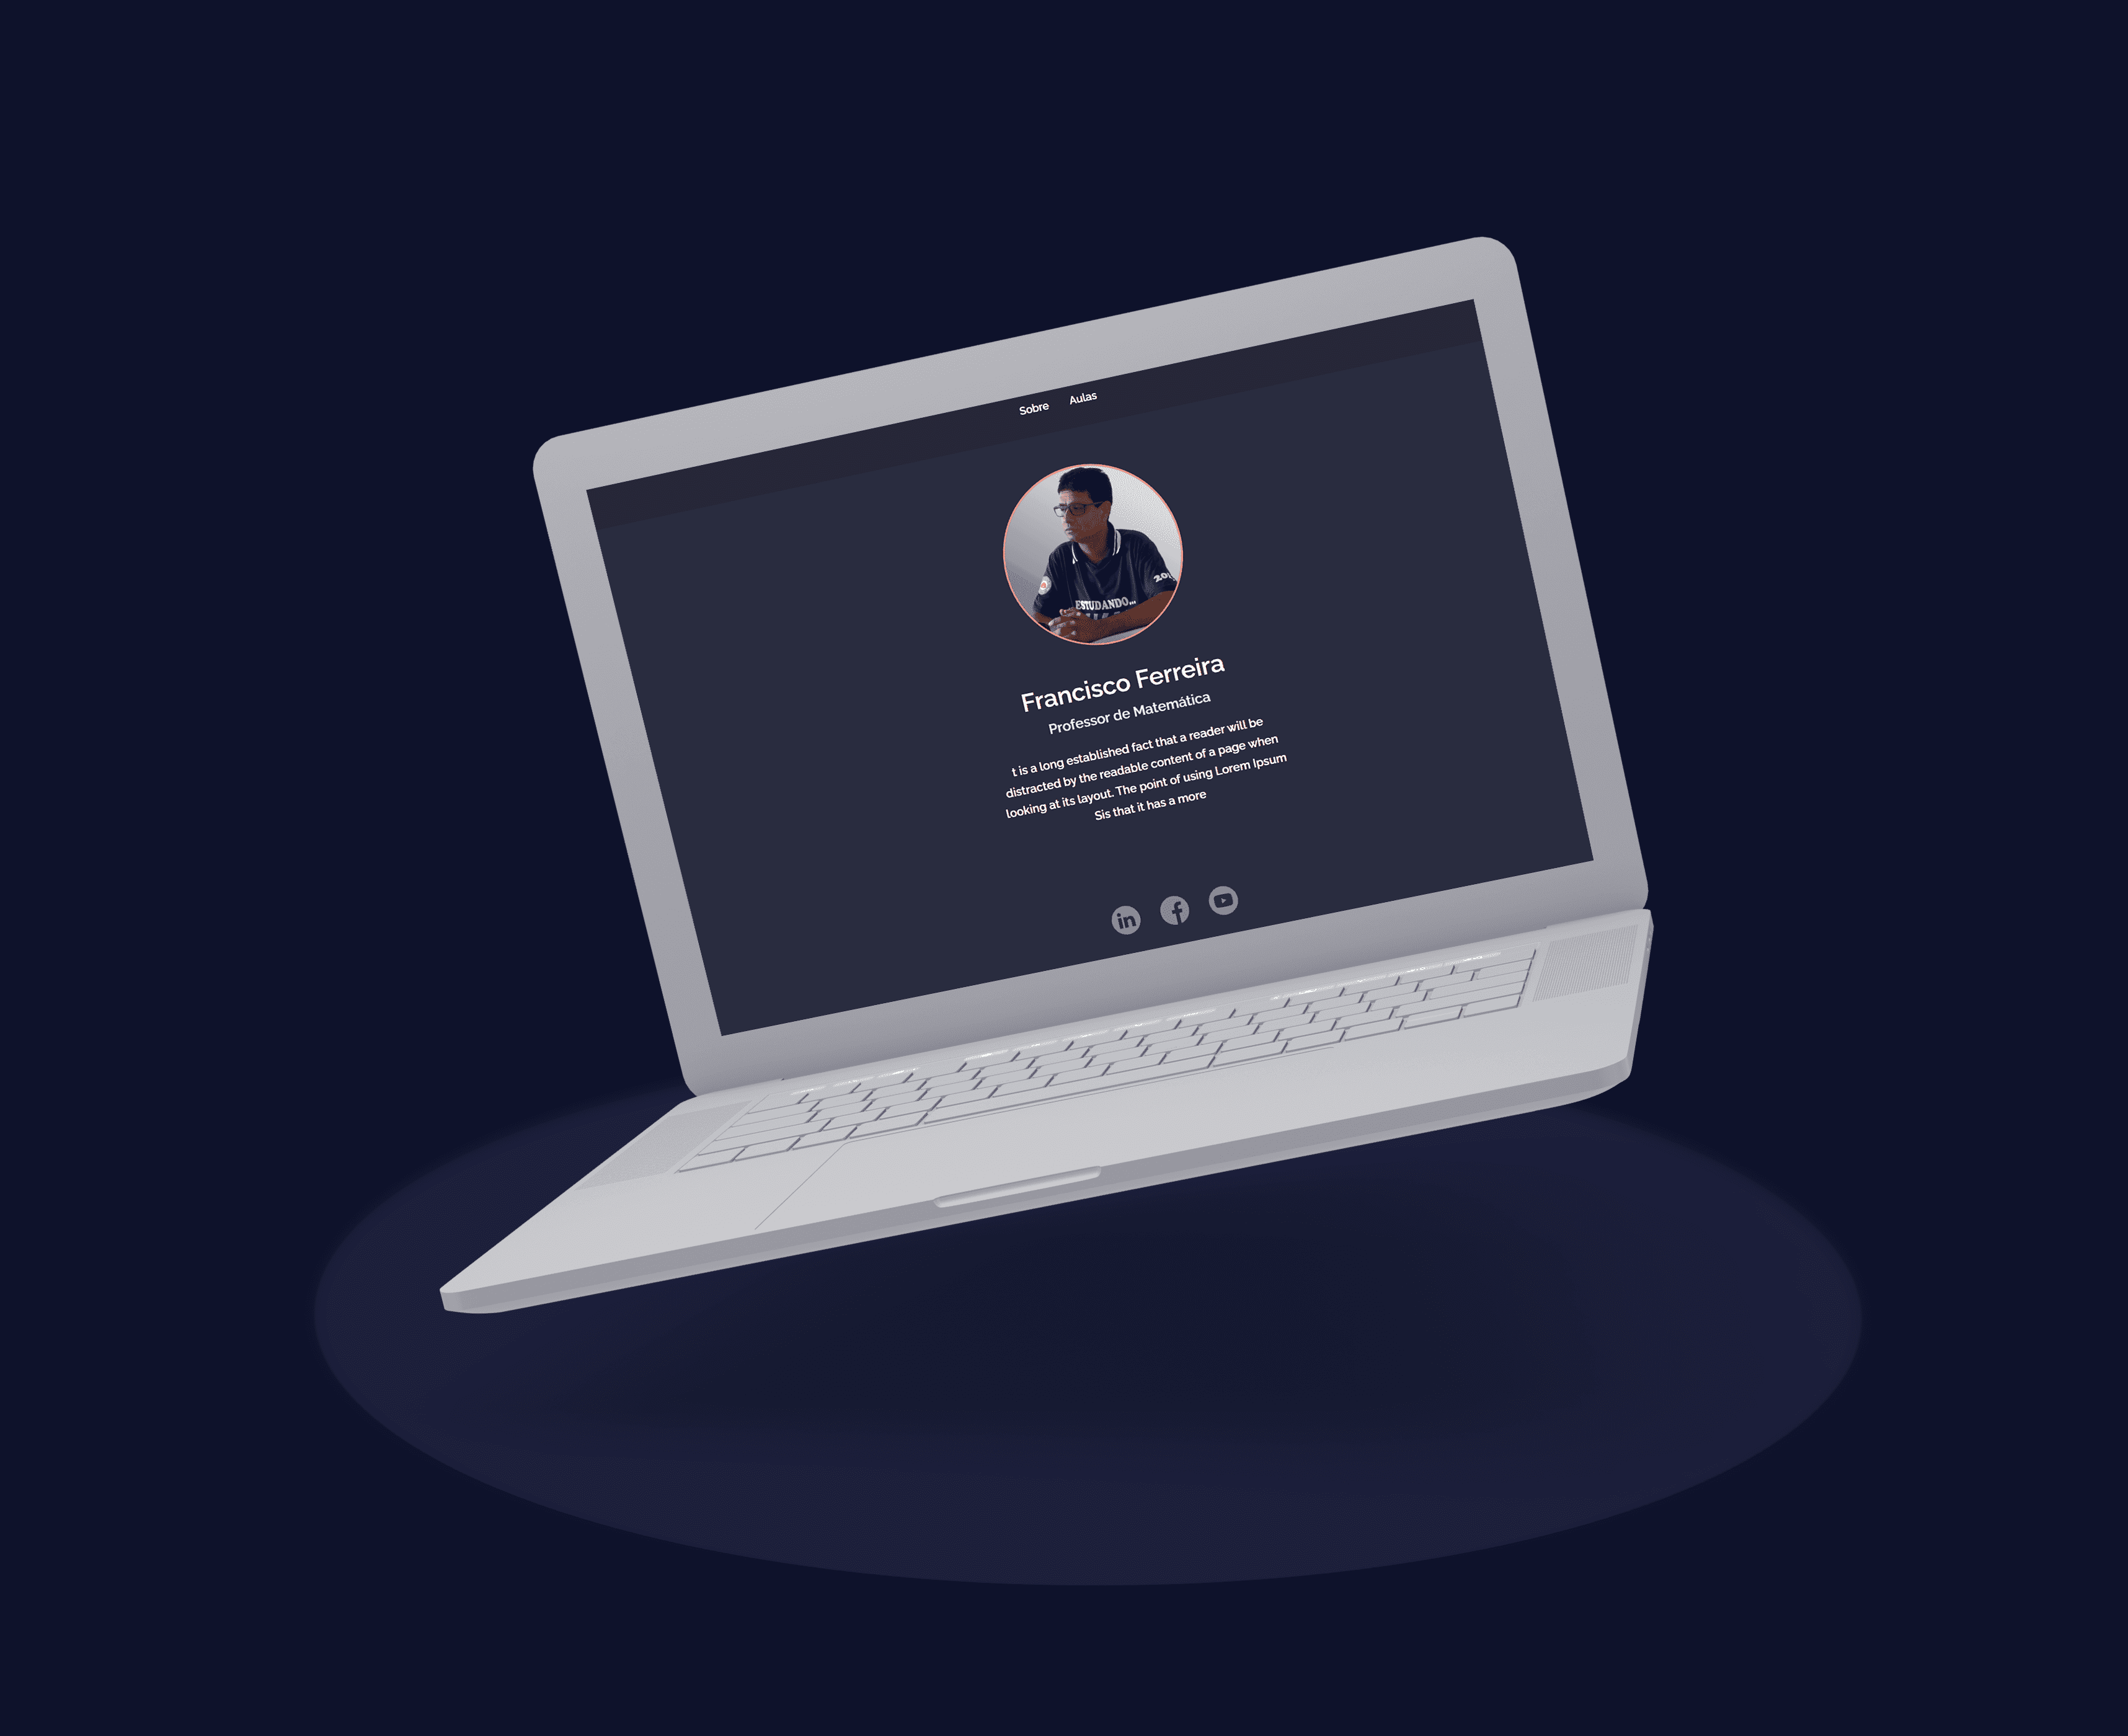 Sobre Aulas
ESTUDANDO...
Francisco Ferreira
Professor de Matemática
t is a long established fact that a reader will be
distracted by the readable content of a page when
looking at its layout. The point of using Lorem Ipsum
Sis that it has a more
in f